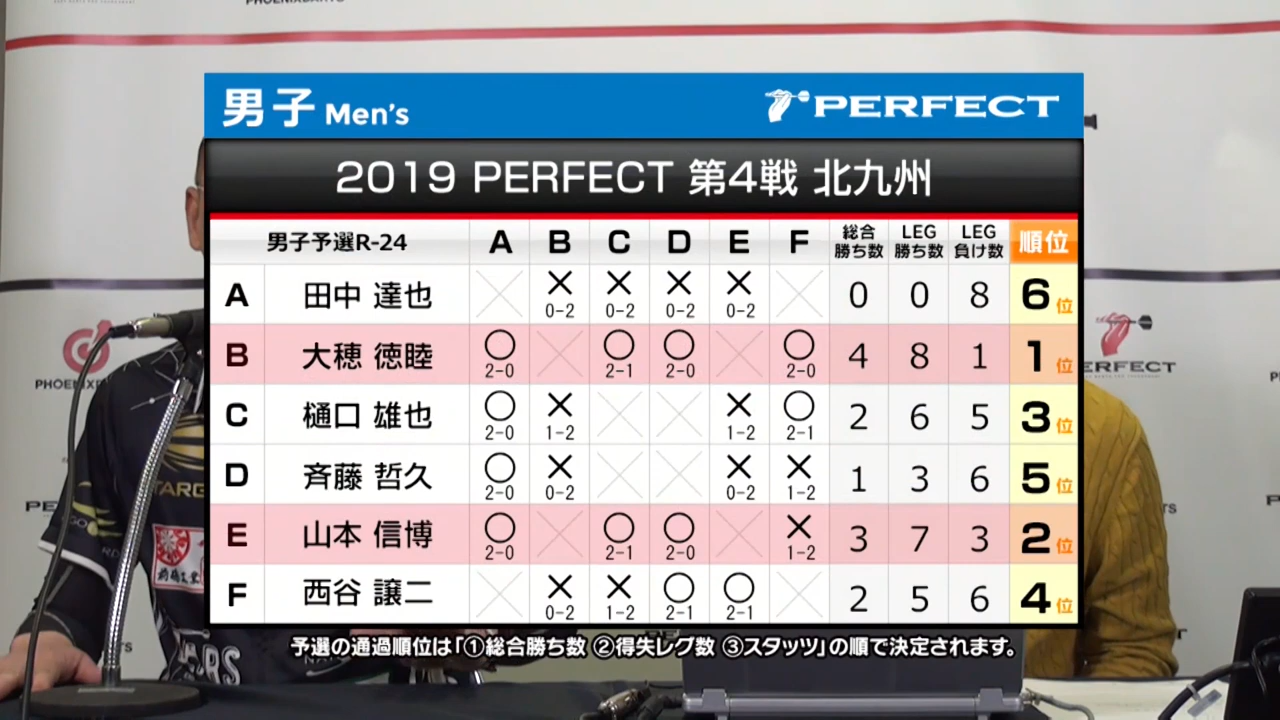 男子 Men's PERFECT
2019 PERFECT 第4戦 北九州
男子予選R-24 A B C D E F 総合勝ち数 LEG勝ち数 LEG負け数 順位
A 田中 達也 × 0-2 × 0-2 × 0-2 × 0-2 0 0 8 6位
B 大穂 徳睦 ○ 2-0 ○ 2-1 ○ 2-0 ○ 2-0 4 8 1 1位
C 樋口 雄也 ○ 2-0 × 1-2 × 1-2 ○ 2-1 2 6 5 3位
D 斉藤 哲久 ○ 2-0 × 0-2 × 0-2 × 1-2 1 3 6 5位
E 山本 信博 ○ 2-0 ○ 2-1 ○ 2-0 × 1-2 3 7 3 2位
F 西谷 譲二 × 0-2 × 1-2 ○ 2-1 ○ 2-1 2 5 6 4位
予選の通過順位は「①総合勝ち数 ②得失レグ数 ③スタッツ」の順で決定されます。